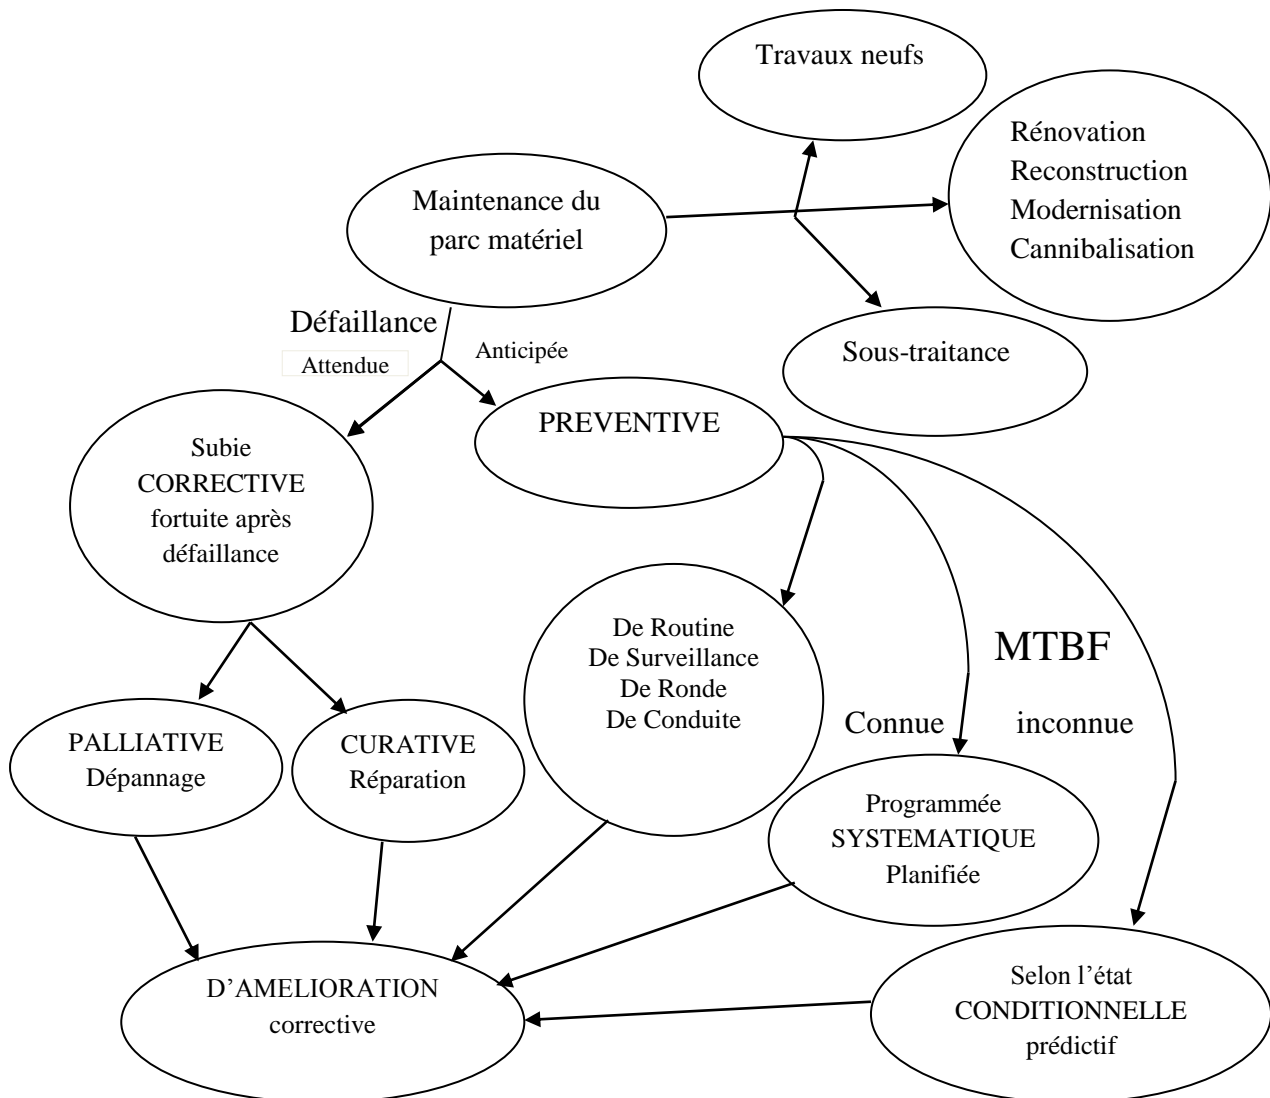 Travaux neufs
Rénovation
Reconstruction
Modernisation
Cannibalisation
Maintenance du
parc matériel
Sous-traitance
Défaillance
Attendue
Anticipée
PREVENTIVE
Subie
CORRECTIVE
fortuite après
défaillance
De Routine
De Surveillance
De Ronde
De Conduite
MTBF
Connue
inconnue
PALLIATIVE
Dépannage
CURATIVE
Réparation
Programmée
SYSTEMATIQUE
Planifiée
D’AMELIORATION
corrective
Selon l’état
CONDITIONNELLE
prédictif